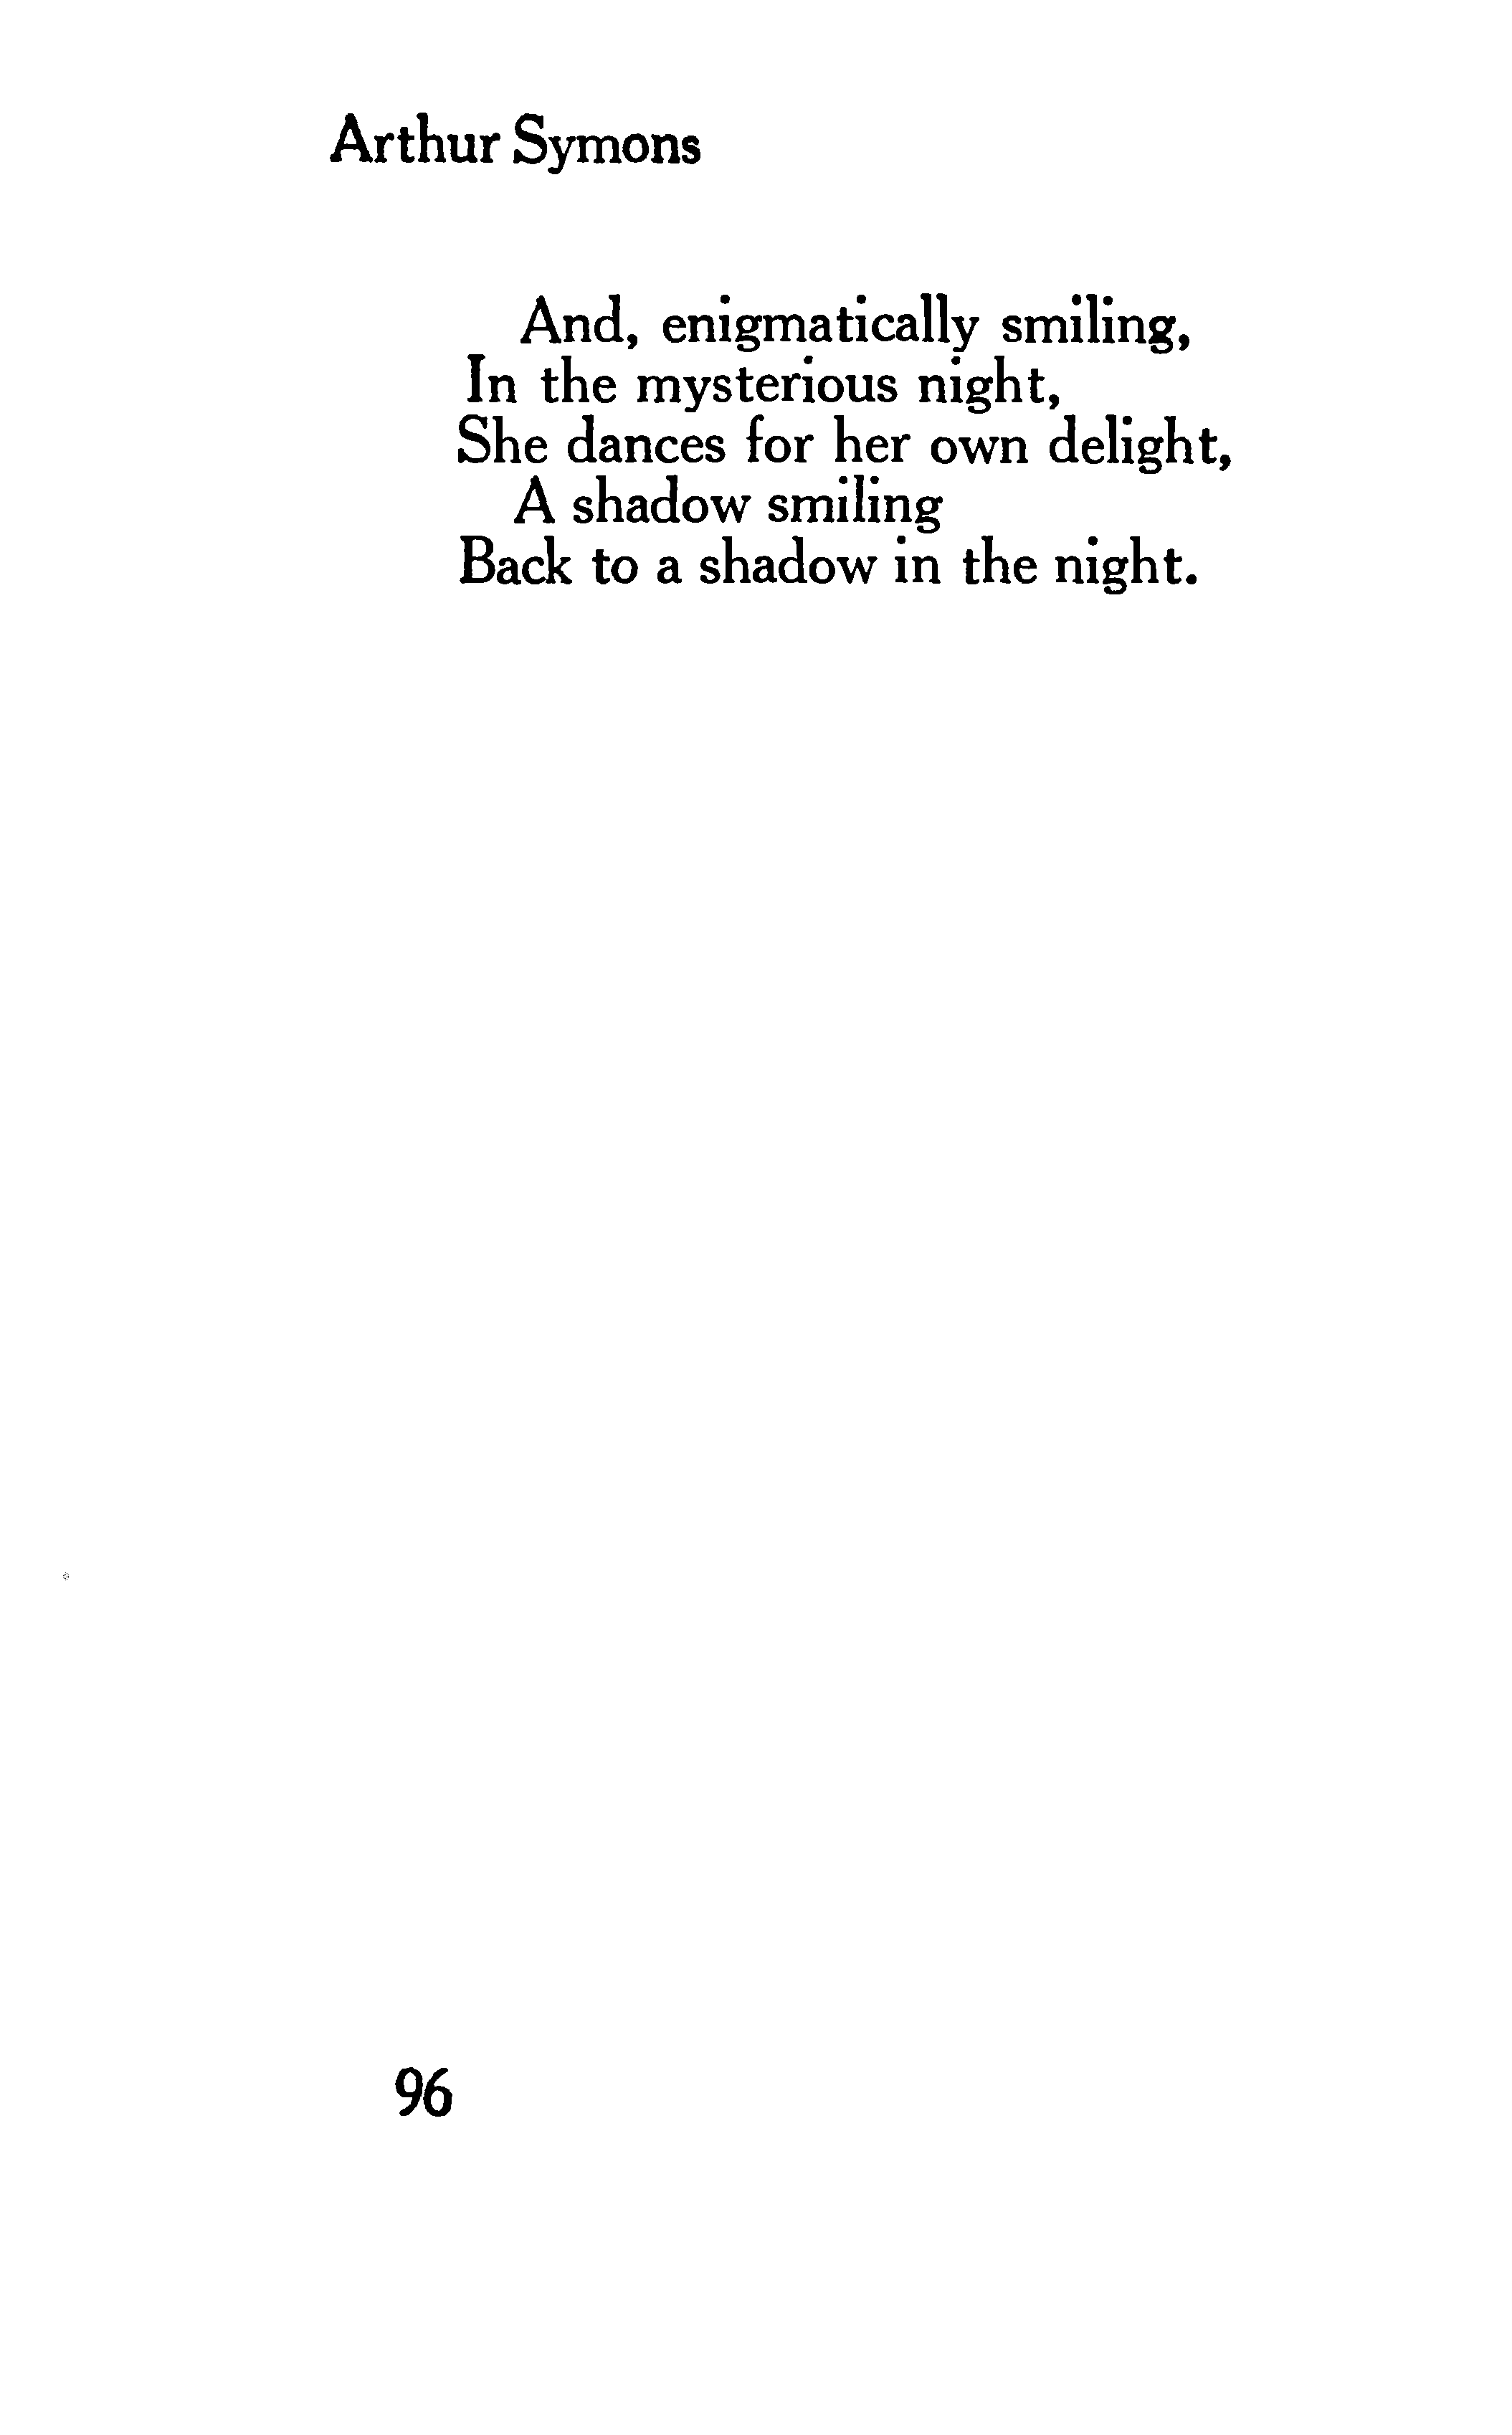 Arthur Symons
And, enigmatically smiling,
In the mysterious night,
She dances for her own delight,
A shadow smiling
Back to a shadow in the night.
96